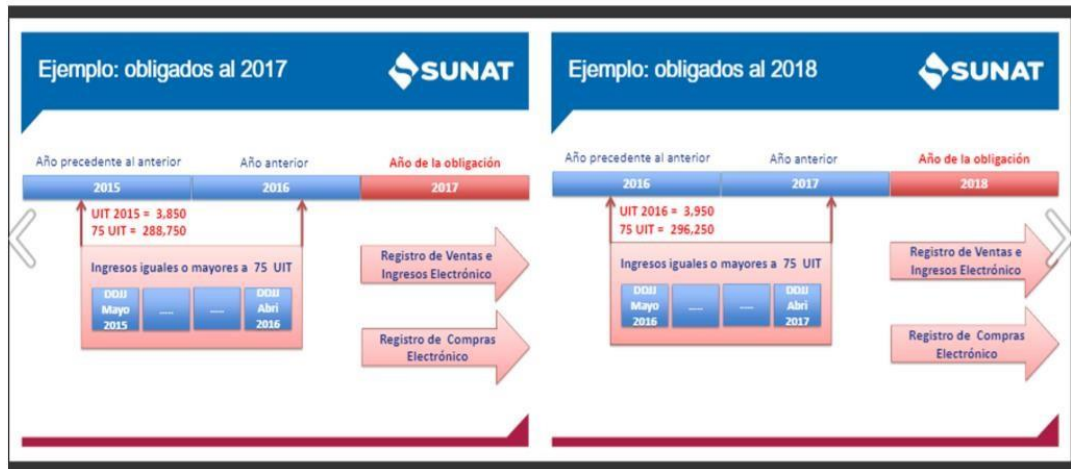 Ejemplo: obligados al 2017
SUNAT
Año precedente al anterior
Año anterior
Año de la obligación
2015
2016
2017
UIT 2015 = 3,850
75 UIT = 288,750
Ingresos iguales o mayores a 75 UIT
DDJJ
Mayo
2015
.....
.....
DDJJ
Abri
2016
Registro de Ventas e
Ingresos Electrónico
Registro de Compras
Electrónico
Ejemplo: obligados al 2018
SUNAT
Año precedente al anterior
Año anterior
Año de la obligación
2016
2017
2018
UIT 2016 = 3,950
75 UIT = 296,250
Ingresos iguales o mayores a 75 UIT
DDJJ
Mayo
2016
.....
.....
DDJJ
Abri
2017
Registro de Ventas e
Ingresos Electrónico
Registro de Compras
Electrónico